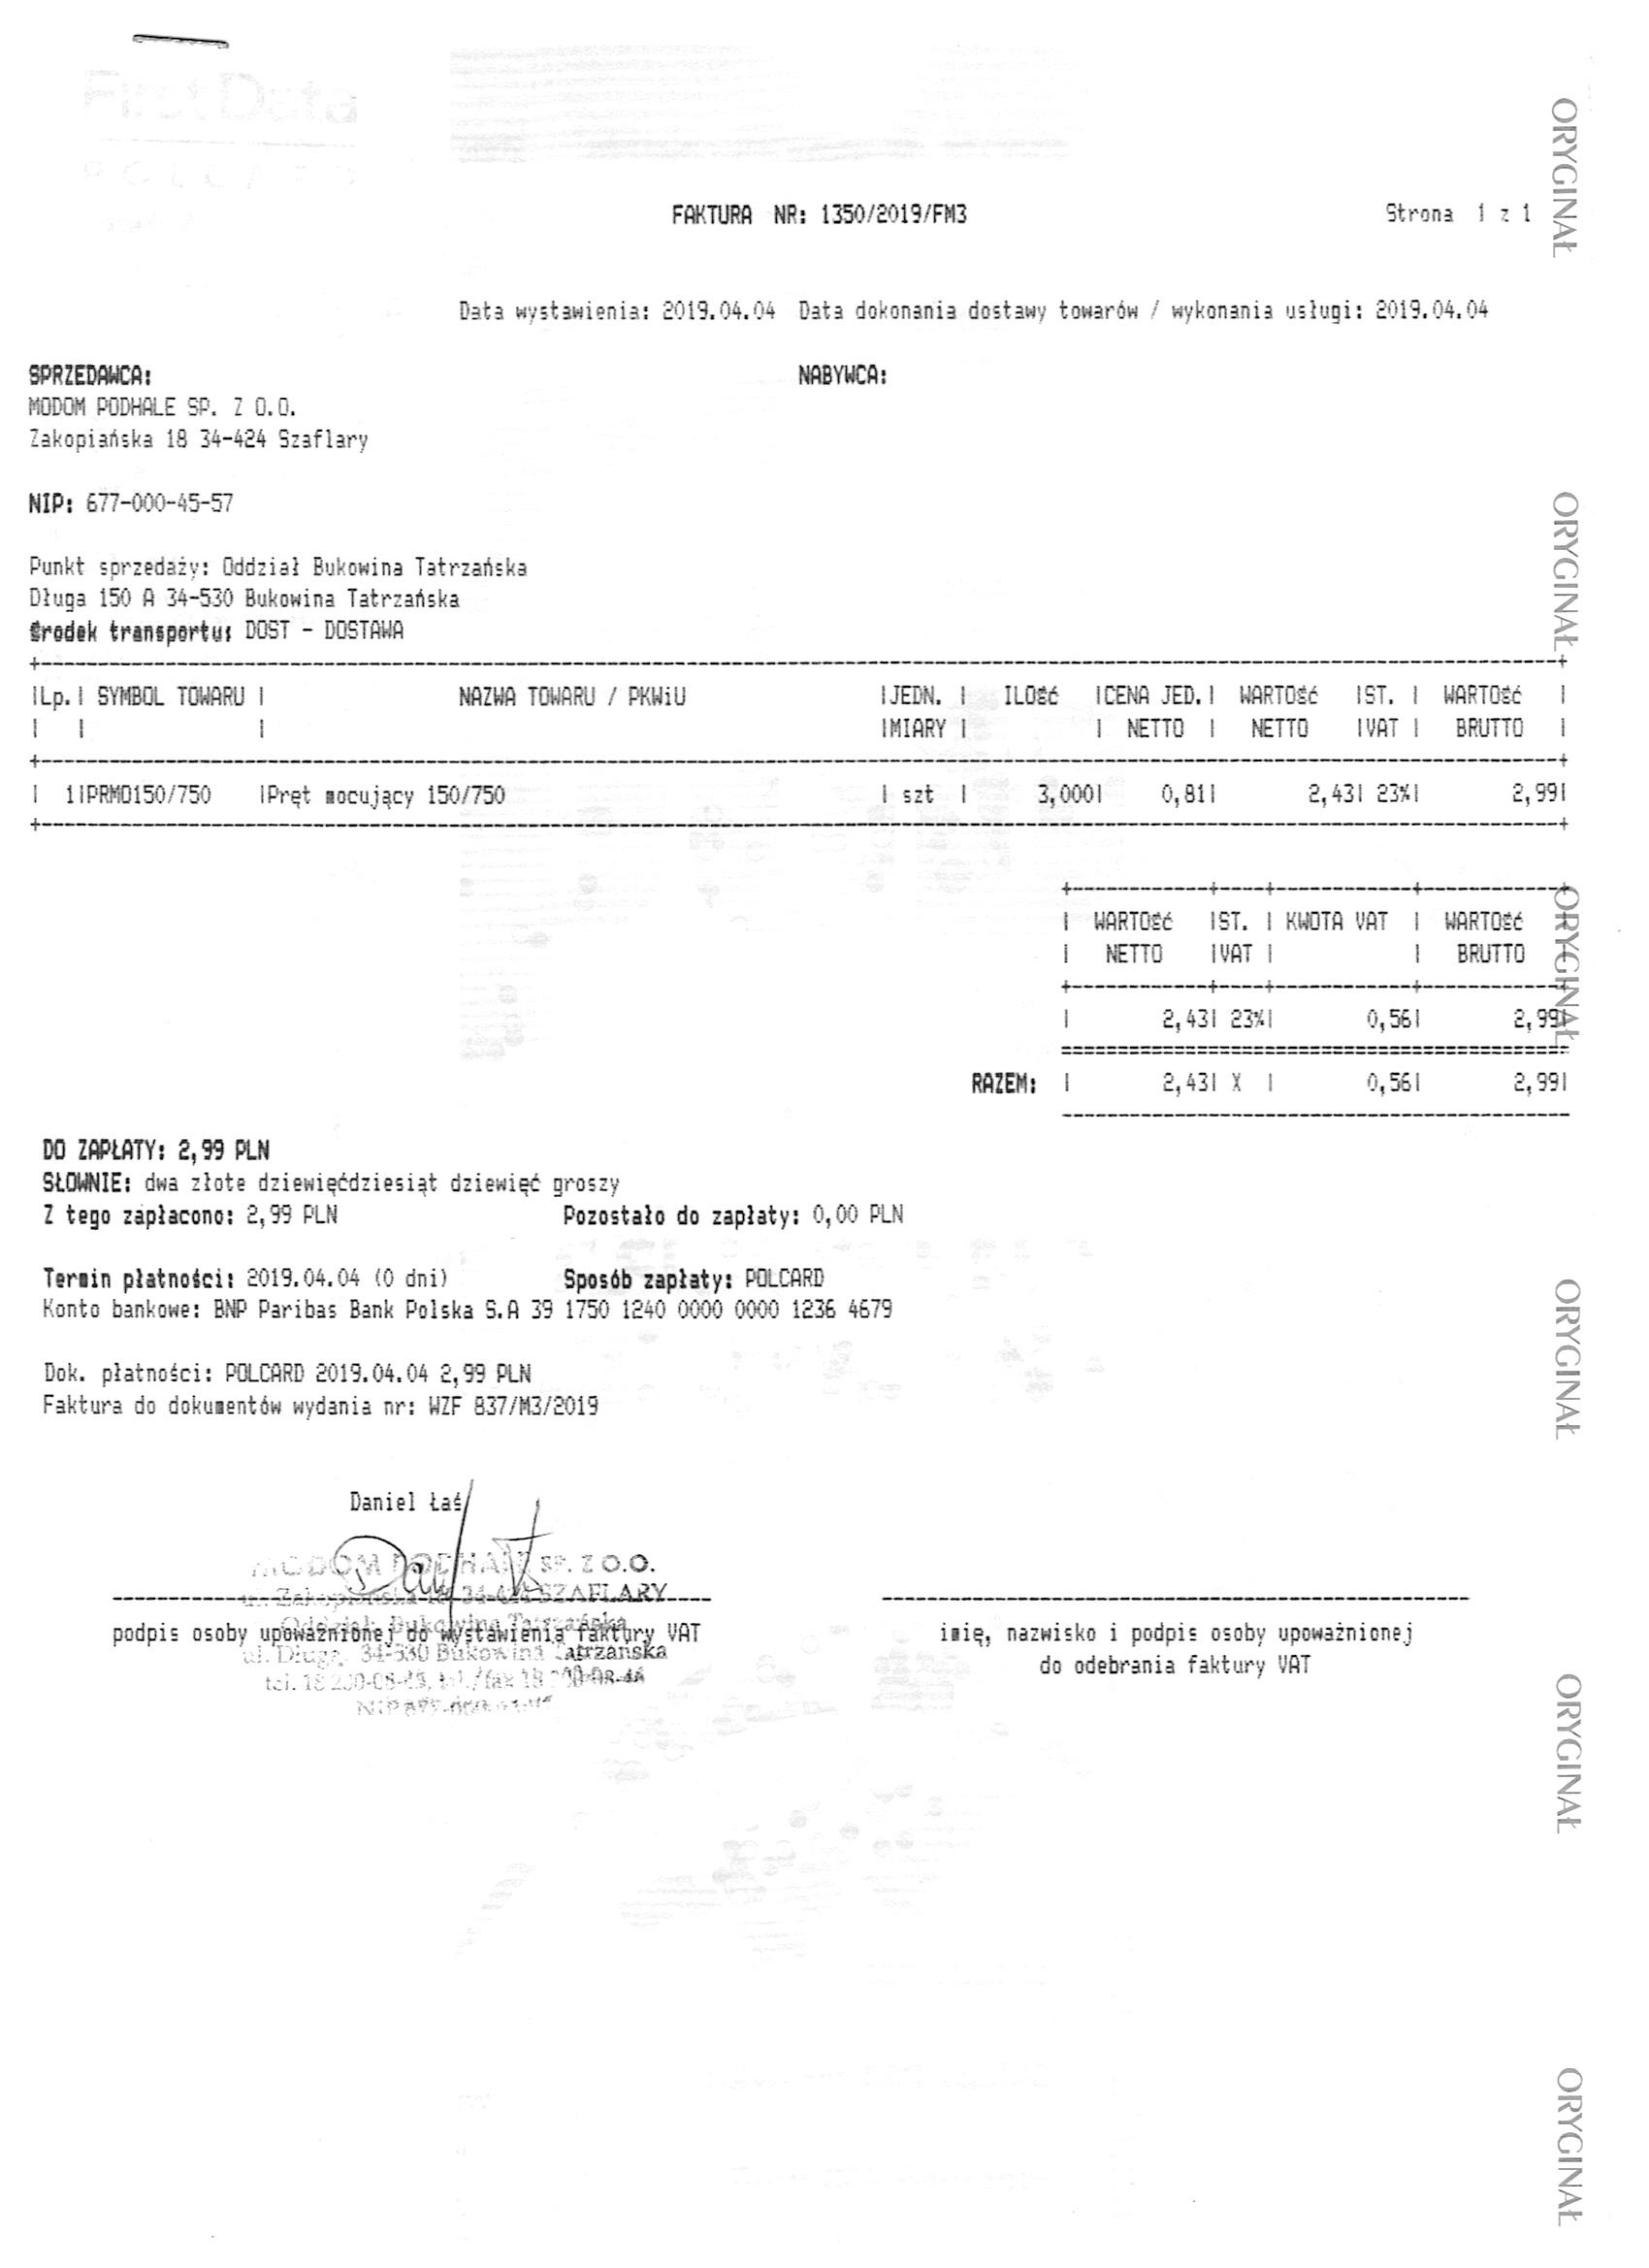 First Data
POLCARD
FAKTURA NR: 1350/2019/FM3
Strona 1 z 1
Data wystawienia: 2019.04.04 Data dokonania dostawy towarów / wykonania usługi: 2019.04.04
SPRZEDAWCA:
NABYWCA:
MODOM PODHALE SP. Z O.O.
Zakopiańska 18 34-424 Szaflary
NIP: 677-000-45-57
Punkt sprzedaży: Oddział Bukowina Tatrzańska
Długa 150 A 34-530 Bukowina Tatrzańska
Środek transportu: DOST - DOSTAWA
Lp. SYMBOL TOWARU NAZWA TOWARU / PKWiU JEDN. ILOŚĆ CENA JED. WARTOŚĆ ST. WARTOŚĆ
MIARY NETTO NETTO VAT BRUTTO
1 PRMO150/750 Pręt mocujący 150/750 szt 3,000 0,81 2,43 23% 2,99
WARTOŚĆ ST. KWOTA VAT WARTOŚĆ
NETTO VAT BRUTTO
2,43 23% 0,56 2,99
RAZEM: 2,43 X 0,56 2,99
DO ZAPŁATY: 2,99 PLN
SŁOWNIE: dwa złote dziewięćdziesiąt dziewięć groszy
Z tego zapłacono: 2,99 PLN Pozostało do zapłaty: 0,00 PLN
Termin płatności: 2019.04.04 (0 dni) Sposób zapłaty: POLCARD
Konto bankowe: BNP Paribas Bank Polska S.A 39 1750 1240 0000 0000 1236 4679
Dok. płatności: POLCARD 2019.04.04 2,99 PLN
Faktura do dokumentów wydania nr: WZF 837/M3/2019
Daniel Łaś
MODOM PODHALE SP. Z O.O.
ul. Zakopiańska 18 34-424 SZAFLARY
Oddział: Bukowina Tatrzańska
podpis osoby upoważnionej do wystawienia faktury VAT
ul. Długa, 34-530 Bukowina Tatrzańska
imię, nazwisko i podpis osoby upoważnionej
do odebrania faktury VAT
ORYGINAŁ
ORYGINAŁ
ORYGINAŁ
ORYGINAŁ
ORYGINAŁ
ORYGINAŁ